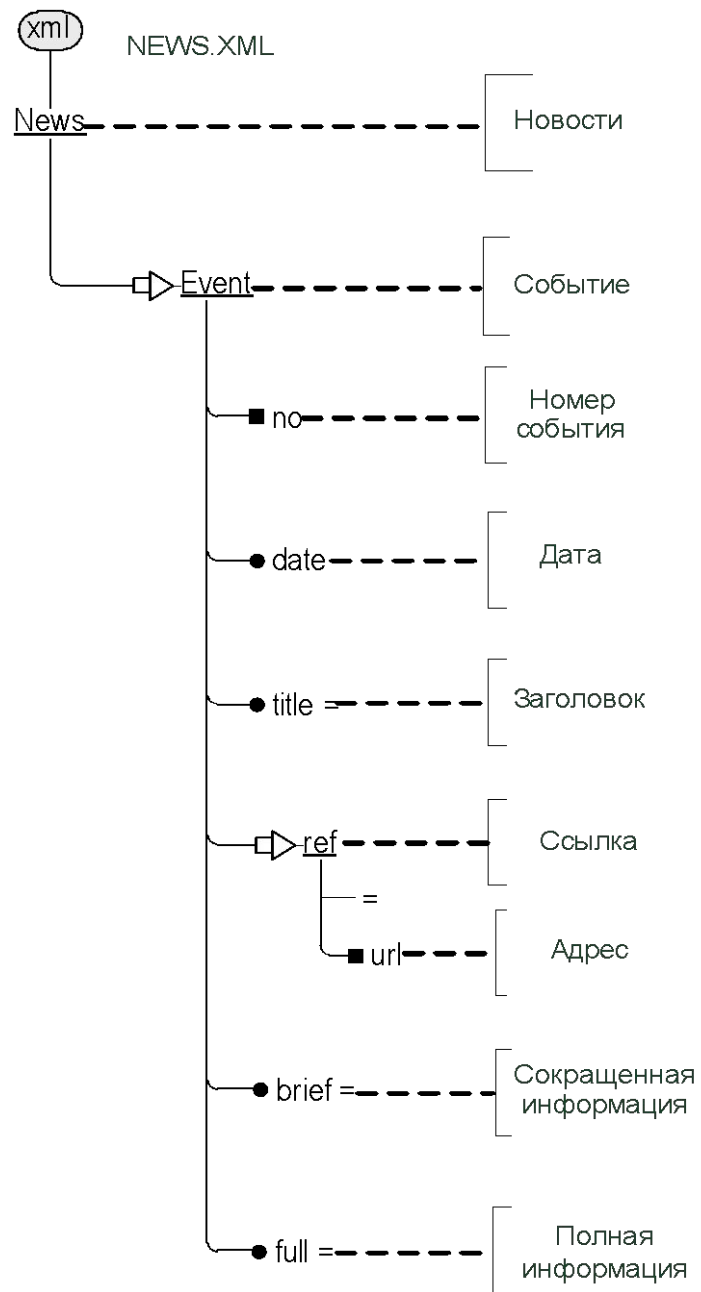 xml
NEWS.XML
News
Новости
Event
Событие
no
Номер
события
date
Дата
title =
Заголовок
ref
Ссылка
=
url
Адрес
brief =
Сокращенная
информация
full =
Полная
информация